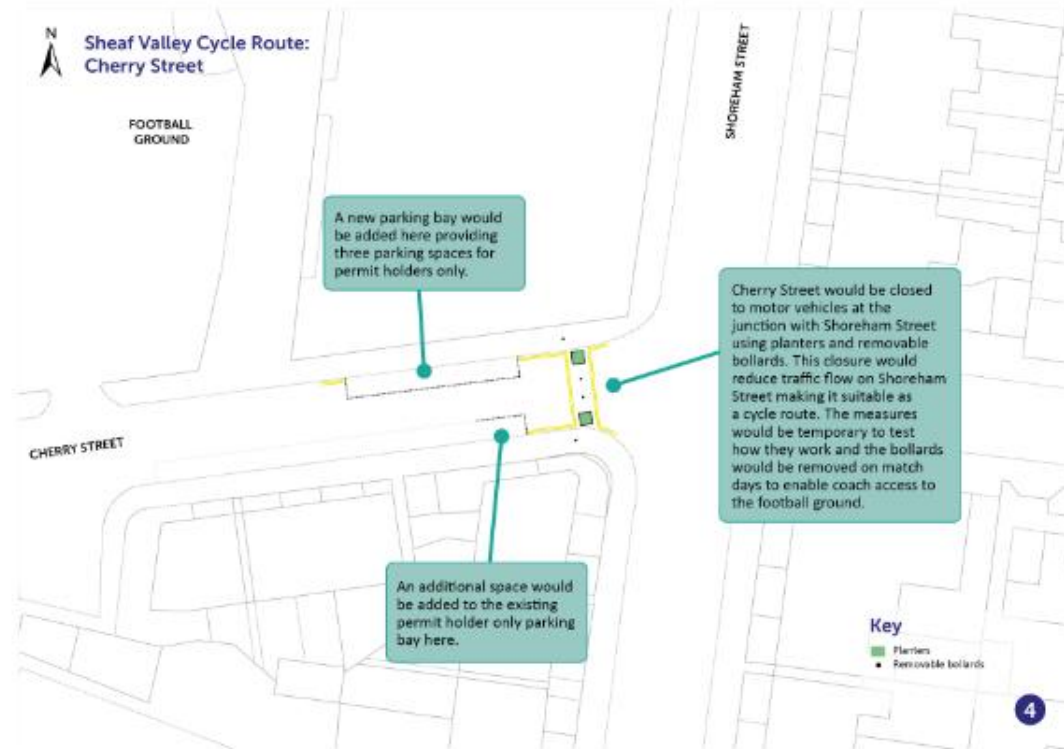 N
Sheaf Valley Cycle Route:
Cherry Street
FOOTBALL
GROUND
SHOREHAM STREET
A new parking bay would
be added here providing
three parking spaces for
permit holders only.
Cherry Street would be closed
to motor vehicles at the
junction with Shoreham Street
using planters and removable
bollards. This closure would
reduce traffic flow on Shoreham
Street making it suitable as
a cycle route. The measures
would be temporary to test
how they work and the bollards
would be removed on match
days to enable coach access to
the football ground.
CHERRY STREET
An additional space would
be added to the existing
permit holder only parking
bay here.
Key
Planters
Removable bollards
4